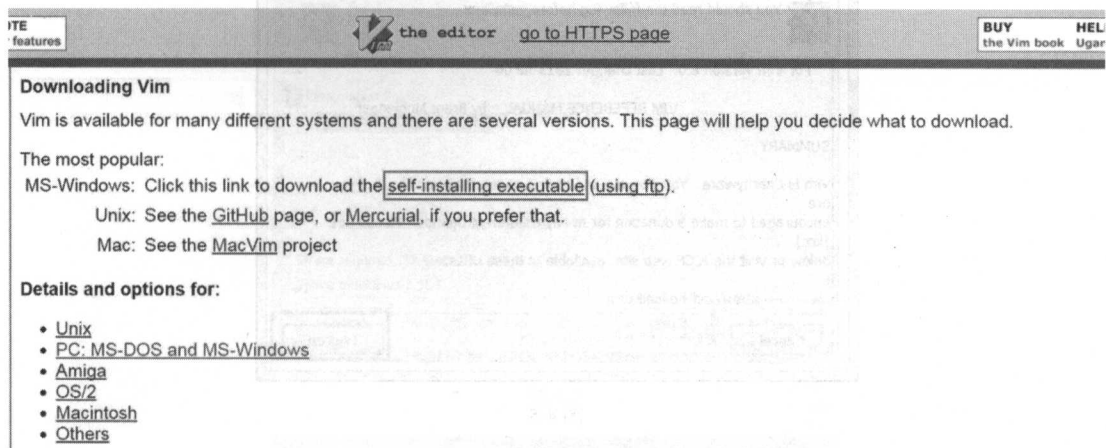 OTE
features
Vim the editor go to HTTPS page
BUY HEL
the Vim book Ugan
Downloading Vim
Vim is available for many different systems and there are several versions. This page will help you decide what to download.
The most popular:
MS-Windows: Click this link to download the self-installing executable (using ftp).
Unix: See the GitHub page, or Mercurial, if you prefer that.
Mac: See the MacVim project
Details and options for:
• Unix
• PC: MS-DOS and MS-Windows
• Amiga
• OS/2
• Macintosh
• Others